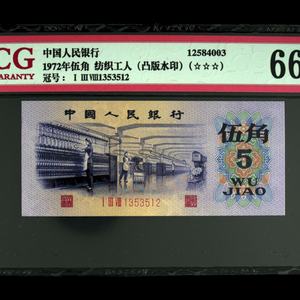 CG
ARANTY
中国人民银行 12584003
1972年伍角 纺织工人（凸版水印）（☆☆☆）
冠号： I III VIII 1353512
66
中国人民银行
伍角
5
WU
JIAO
I III VIII 1353512